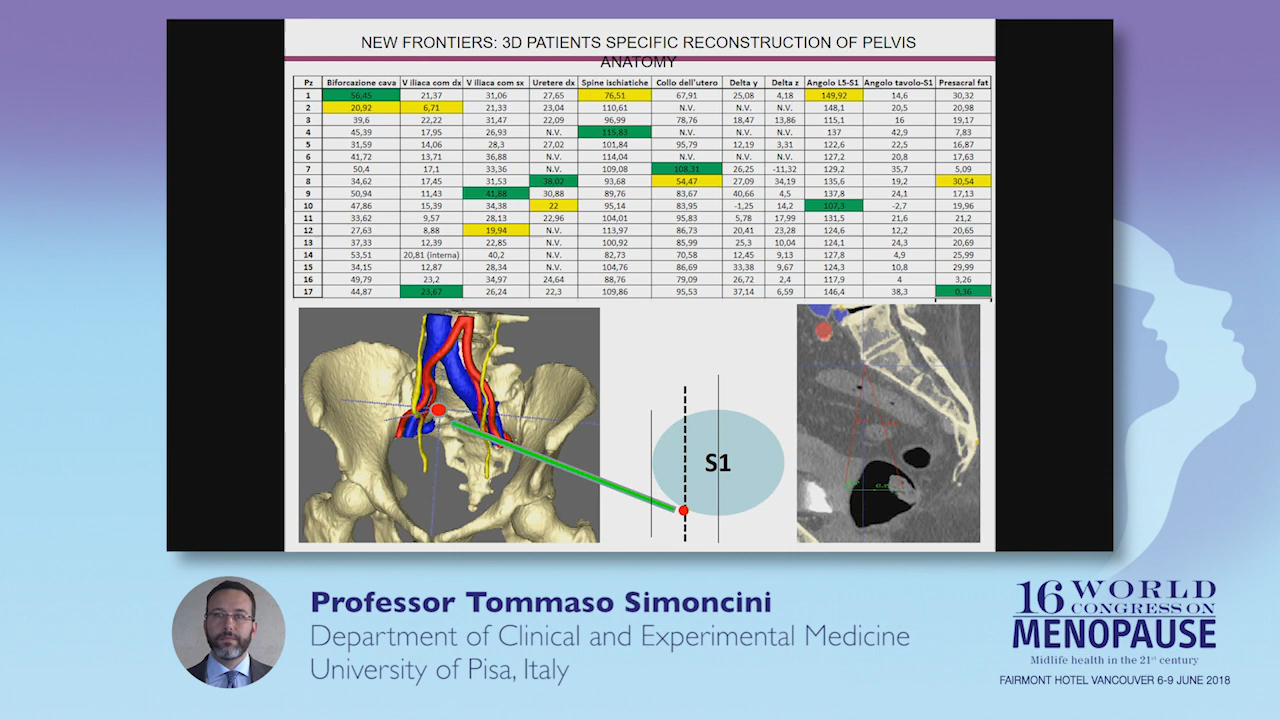 NEW FRONTIERS: 3D PATIENTS SPECIFIC RECONSTRUCTION OF PELVIS
ANATOMY
Pz Biforcazione cava V iliaca com dx V iliaca com sx Uretere dx Spine ischiatiche Collo dell'utero Delta y Delta z Angolo L5-S1 Angolo tavolo-S1 Presacral fat
1 56,45 21,37 31,06 27,65 76,51 67,91 25,08 4,18 149,92 14,6 30,32
2 20,92 6,71 21,33 23,04 110,61 N.V. N.V. N.V. 148,1 20,5 20,98
3 39,6 22,22 31,47 22,09 96,99 78,76 18,47 13,86 115,1 16 19,17
4 45,39 17,95 26,93 N.V. 115,83 N.V. N.V. N.V. 137 42,9 7,83
5 31,59 14,06 28,3 27,02 101,84 95,79 12,19 3,31 122,6 22,5 16,87
6 41,72 13,71 36,88 N.V. 114,04 N.V. N.V. N.V. 127,2 20,8 17,63
7 50,4 17,1 33,36 N.V. 109,08 108,31 26,25 -11,32 129,2 35,7 5,09
8 34,62 17,45 31,53 38,02 93,68 54,47 27,09 34,19 135,6 19,2 30,54
9 50,94 11,43 41,88 30,88 89,76 83,67 40,66 4,5 137,8 24,1 17,13
10 47,86 15,39 34,38 22 95,14 83,95 -1,25 14,2 107,3 -2,7 19,96
11 33,62 9,57 28,13 22,96 104,01 95,83 5,78 17,99 131,5 21,6 21,2
12 27,63 8,88 19,94 N.V. 113,97 86,73 20,41 23,28 124,6 12,2 20,65
13 37,33 12,39 22,85 N.V. 100,92 85,99 25,3 10,04 124,1 24,3 20,69
14 53,51 20,81 (interna) 40,2 N.V. 82,73 70,58 12,45 9,13 127,8 4,9 25,99
15 34,15 12,87 28,34 N.V. 104,76 86,69 33,38 9,67 124,3 10,8 29,99
16 49,79 23,2 34,97 24,64 88,76 79,09 26,72 2,4 117,9 4 3,26
17 44,87 23,67 26,24 22,3 109,86 95,53 37,14 6,59 146,4 38,3 0,36
S1
Professor Tommaso Simoncini
Department of Clinical and Experimental Medicine
University of Pisa, Italy
16 WORLD
CONGRESS ON
MENOPAUSE
Midlife health in the 21st century
FAIRMONT HOTEL VANCOUVER 6-9 JUNE 2018